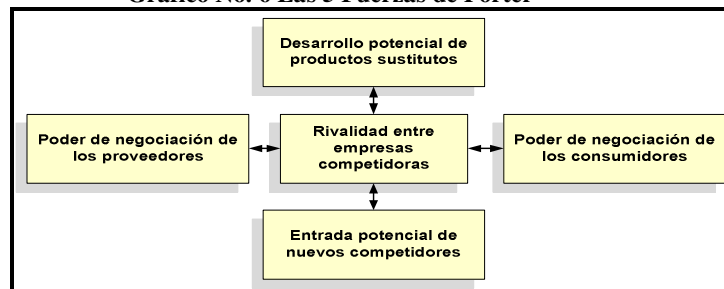 Gráfico No. 6 Las 5 Fuerzas de Porter
Desarrollo potencial de
productos sustitutos
Poder de negociación de
los proveedores
Rivalidad entre
empresas
competidoras
Poder de negociación de
los consumidores
Entrada potencial de
nuevos competidores